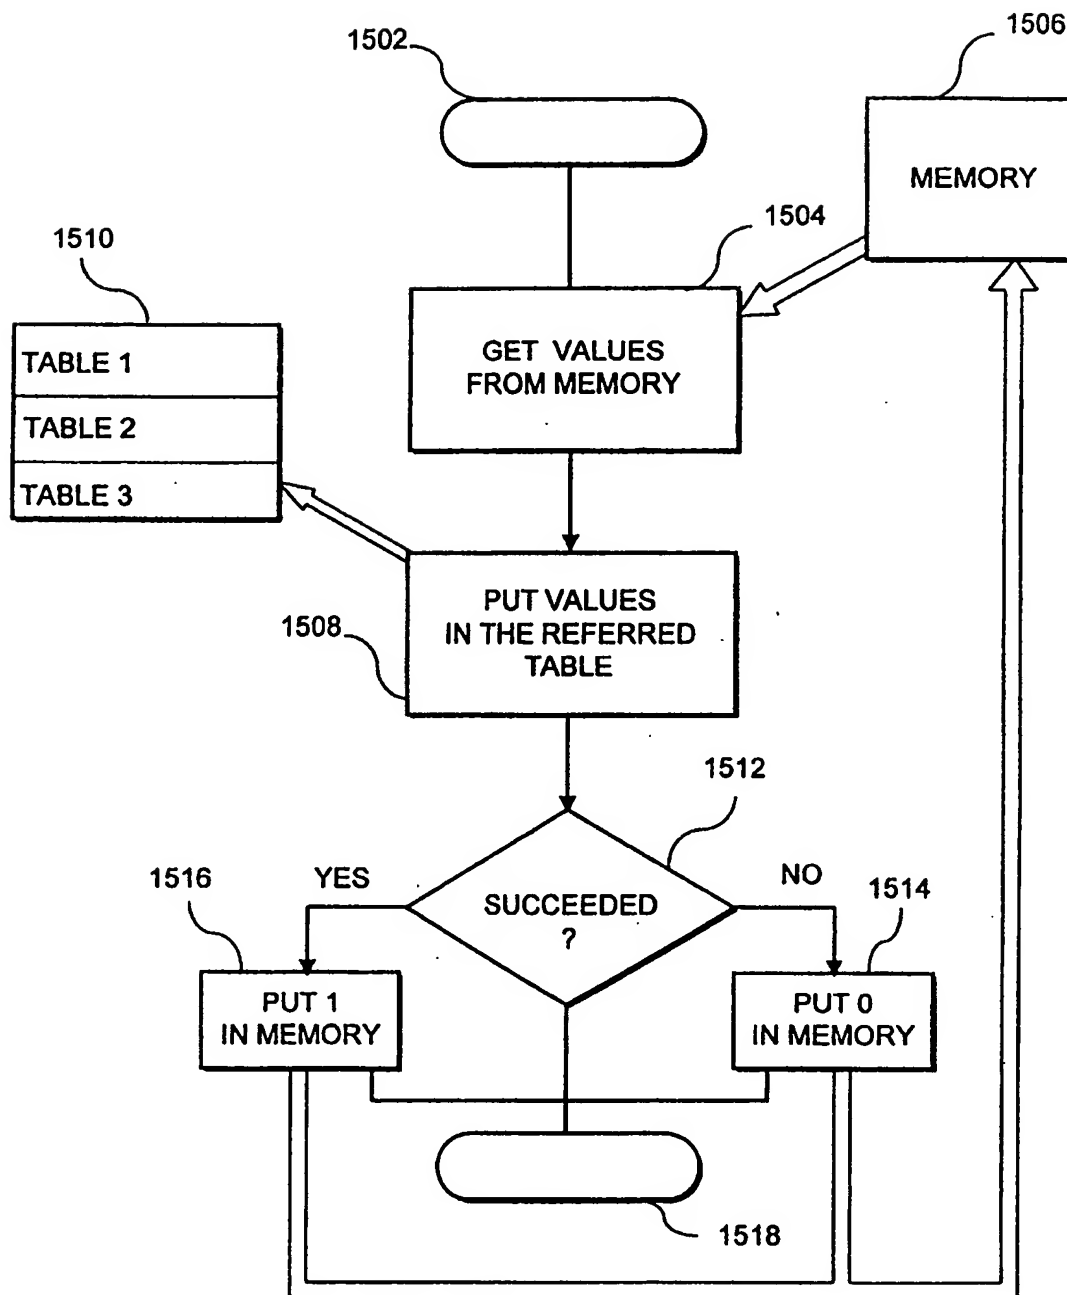 1502
1506
MEMORY
1504
1510
GET VALUES
FROM MEMORY
TABLE 1
TABLE 2
TABLE 3
PUT VALUES
IN THE REFERRED
TABLE
1508
1512
YES
NO
1516
1514
SUCCEEDED
?
PUT 1
IN MEMORY
PUT 0
IN MEMORY
1518